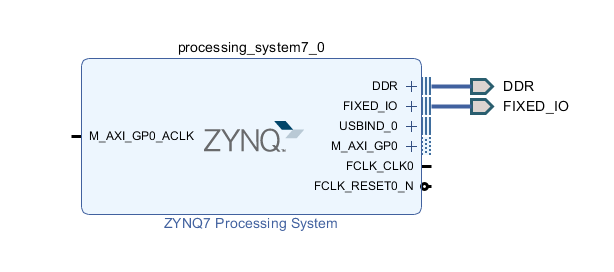 processing_system7_0
DDR
FIXED_IO
USBIND_0
M_AXI_GP0
FCLK_CLK0
FCLK_RESET0_N
M_AXI_GP0_ACLK
ZYNQ
DDR
FIXED_IO
ZYNQ7 Processing System